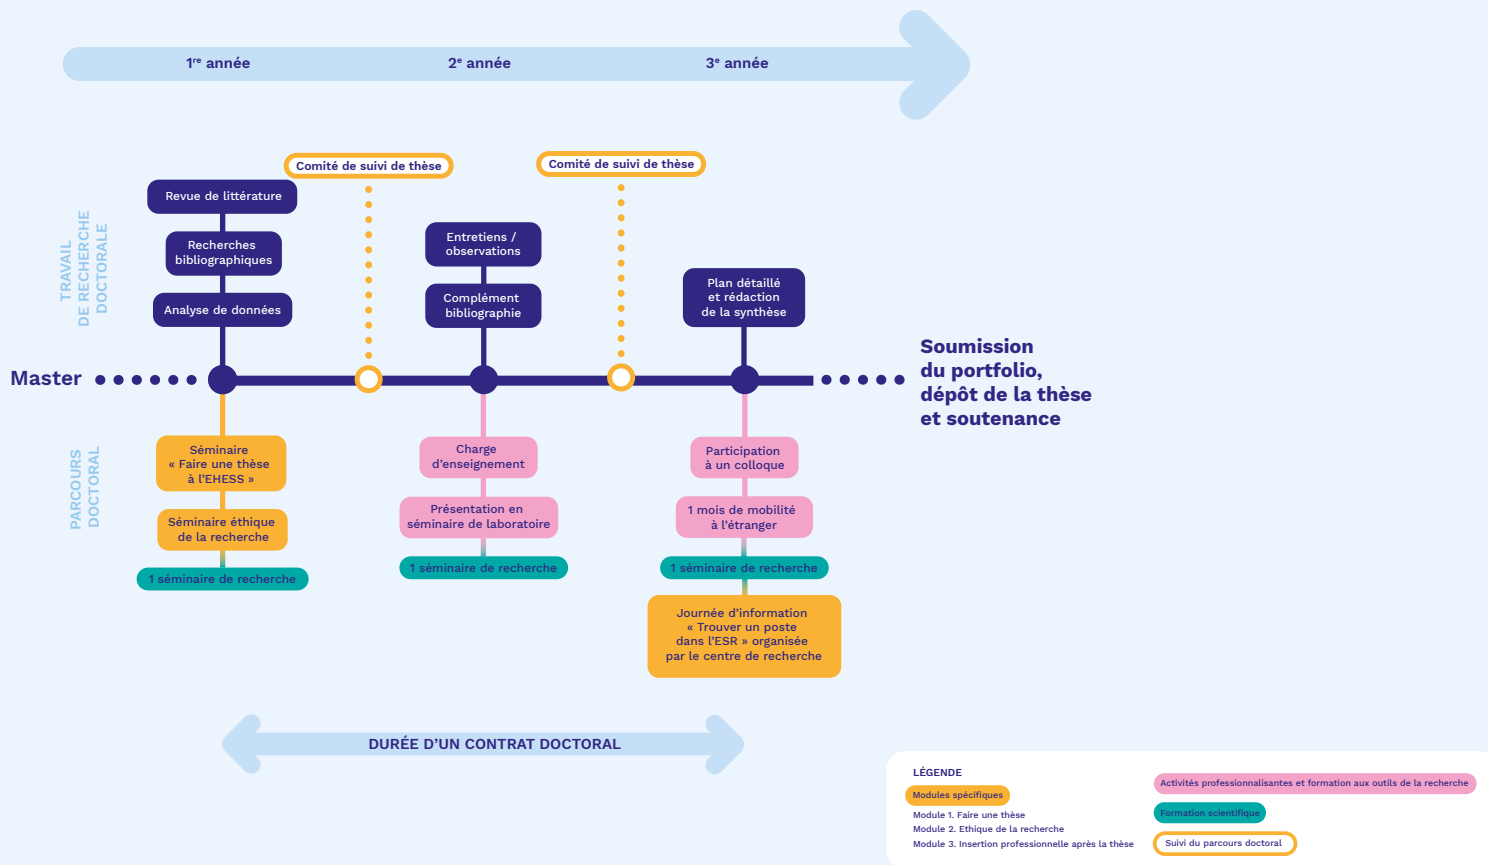 1re année
2e année
3e année
Comité de suivi de thèse
Comité de suivi de thèse
TRAVAIL
DE RECHERCHE
DOCTORALE
Revue de littérature
Recherches
bibliographiques
Analyse de données
Entretiens /
observations
Complément
bibliographie
Plan détaillé
et rédaction
de la synthèse
Master
Soumission
du portfolio,
dépôt de la thèse
et soutenance
PARCOURS
DOCTORAL
Séminaire
« Faire une thèse
à l’EHESS »
Séminaire éthique
de la recherche
1 séminaire de recherche
Charge
d’enseignement
Présentation en
séminaire de laboratoire
1 séminaire de recherche
Participation
à un colloque
1 mois de mobilité
à l’étranger
1 séminaire de recherche
Journée d’information
« Trouver un poste
dans l’ESR » organisée
par le centre de recherche
DURÉE D’UN CONTRAT DOCTORAL
LÉGENDE
Modules spécifiques
Module 1. Faire une thèse
Module 2. Ethique de la recherche
Module 3. Insertion professionelle après la thèse
Activités professionnalisantes et formation aux outils de la recherche
Formation scientifique
Suivi du parcours doctoral